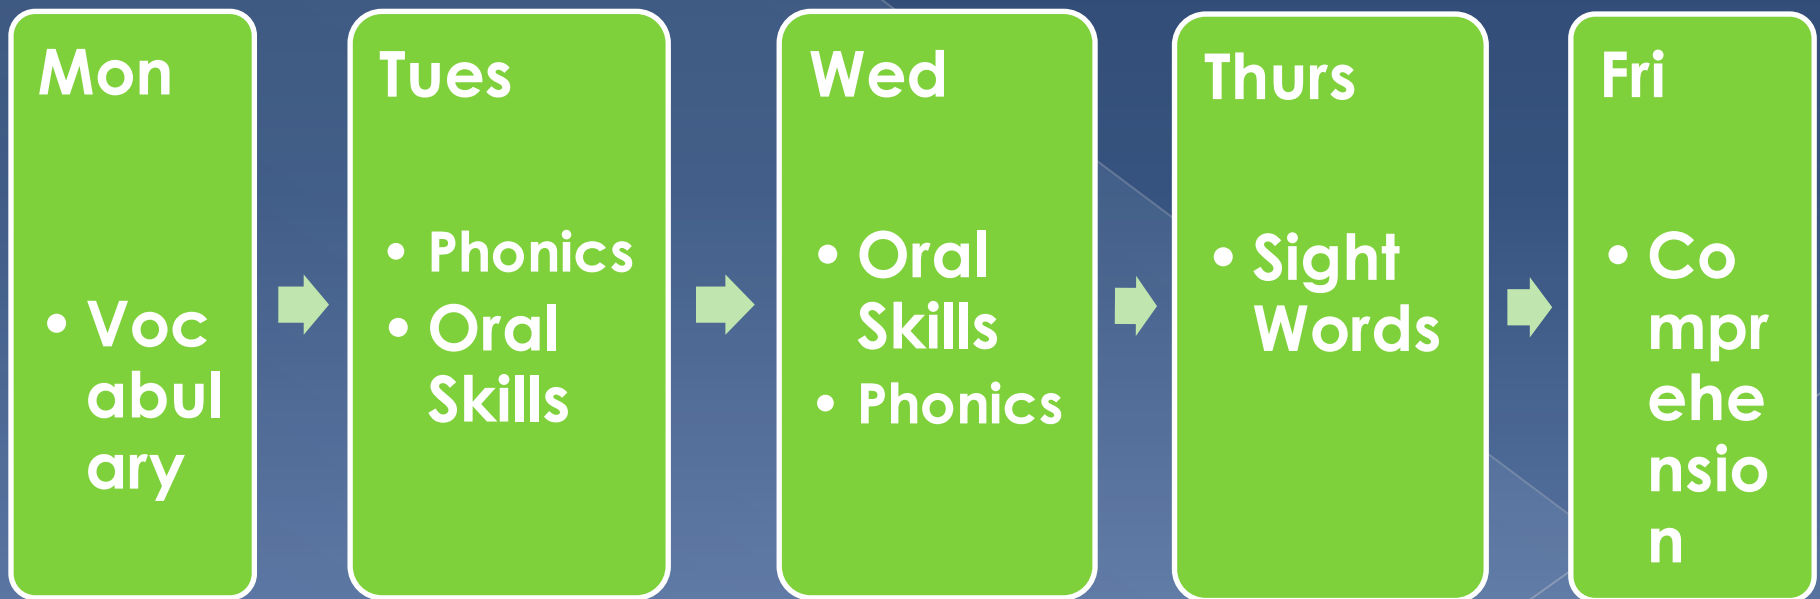 Mon
• Voc
abul
ary
Tues
• Phonics
• Oral
Skills
Wed
• Oral
Skills
• Phonics
Thurs
• Sight
Words
Fri
• Co
mpr
ehe
nsio
n